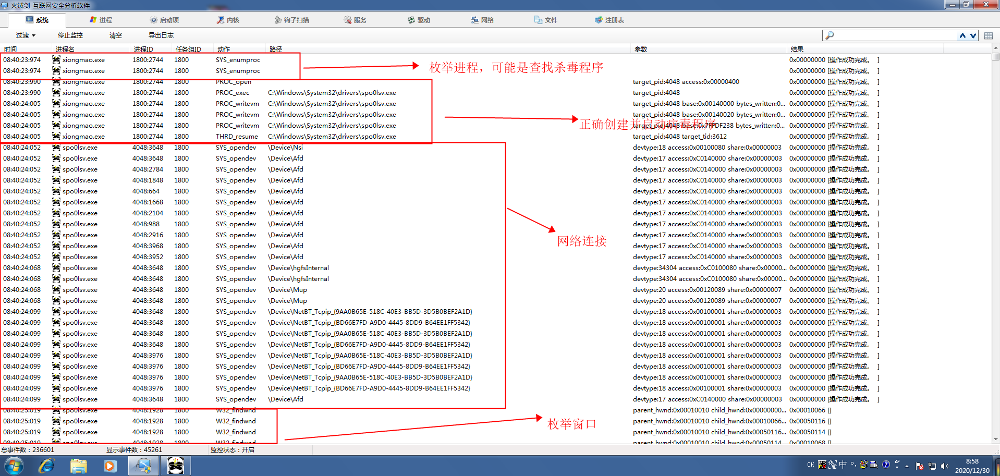 火绒剑-互联网安全分析软件
系统 进程 启动项 内核 钩子扫描 服务 驱动 网络 文件 注册表
过滤 停止监控 清空 导出日志
时间 进程名 进程ID 任务组ID 动作 路径 参数 结果
08:40:23:974 xiongmao.exe 1800:2744 1800 SYS_enumproc 0x00000000 [操作成功完成。 ]
枚举进程，可能是查找杀毒程序
08:40:23:974 xiongmao.exe 1800:2744 1800 SYS_enumproc 0x00000000 [操作成功完成。 ]
08:40:23:990 xiongmao.exe 1800:2744 1800 PROC_open target_pid:4048 access:0x00000400 0x00000000 [操作成功完成。 ]
08:40:23:990 xiongmao.exe 1800:2744 1800 PROC_exec C:\Windows\System32\drivers\spo0lsv.exe target_pid:4048 0x00000000 [操作成功完成。 ]
08:40:24:005 xiongmao.exe 1800:2744 1800 PROC_writevm C:\Windows\System32\drivers\spo0lsv.exe target_pid:4048 base:0x00140000 bytes_written:0... 0x00000000 [操作成功完成。 ]
08:40:24:005 xiongmao.exe 1800:2744 1800 PROC_writevm C:\Windows\System32\drivers\spo0lsv.exe target_pid:4048 base:0x00140020 bytes_written:0... 0x00000000 [操作成功完成。 ]
正确创建并启动病毒程序
08:40:24:005 xiongmao.exe 1800:2744 1800 PROC_writevm C:\Windows\System32\drivers\spo0lsv.exe target_pid:4048 base:0x7FFDF238 bytes_written:0... 0x00000000 [操作成功完成。 ]
08:40:24:005 xiongmao.exe 1800:2744 1800 THRD_resume C:\Windows\System32\drivers\spo0lsv.exe target_pid:4048 target_tid:3612 0x00000000 [操作成功完成。 ]
08:40:24:052 spo0lsv.exe 4048:3648 1800 SYS_opendev \Device\Nsi devtype:18 access:0x00100080 share:0x00000003 0x00000000 [操作成功完成。 ]
08:40:24:052 spo0lsv.exe 4048:3648 1800 SYS_opendev \Device\Afd devtype:17 access:0xC0140000 share:0x00000003 0x00000000 [操作成功完成。 ]
08:40:24:052 spo0lsv.exe 4048:2784 1800 SYS_opendev \Device\Afd devtype:17 access:0xC0140000 share:0x00000003 0x00000000 [操作成功完成。 ]
08:40:24:052 spo0lsv.exe 4048:1848 1800 SYS_opendev \Device\Afd devtype:17 access:0xC0140000 share:0x00000003 0x00000000 [操作成功完成。 ]
08:40:24:052 spo0lsv.exe 4048:664 1800 SYS_opendev \Device\Afd devtype:17 access:0xC0140000 share:0x00000003 0x00000000 [操作成功完成。 ]
08:40:24:052 spo0lsv.exe 4048:1668 1800 SYS_opendev \Device\Afd devtype:17 access:0xC0140000 share:0x00000003 0x00000000 [操作成功完成。 ]
08:40:24:052 spo0lsv.exe 4048:2104 1800 SYS_opendev \Device\Afd devtype:17 access:0xC0140000 share:0x00000003 0x00000000 [操作成功完成。 ]
08:40:24:052 spo0lsv.exe 4048:988 1800 SYS_opendev \Device\Afd devtype:17 access:0xC0140000 share:0x00000003 0x00000000 [操作成功完成。 ]
08:40:24:052 spo0lsv.exe 4048:2916 1800 SYS_opendev \Device\Afd devtype:17 access:0xC0140000 share:0x00000003 0x00000000 [操作成功完成。 ]
网络连接
08:40:24:052 spo0lsv.exe 4048:3968 1800 SYS_opendev \Device\Afd devtype:17 access:0xC0140000 share:0x00000003 0x00000000 [操作成功完成。 ]
08:40:24:052 spo0lsv.exe 4048:3952 1800 SYS_opendev \Device\Afd devtype:17 access:0xC0140000 share:0x00000003 0x00000000 [操作成功完成。 ]
08:40:24:068 spo0lsv.exe 4048:3648 1800 SYS_opendev \Device\hgfsInternal devtype:34304 access:0xC0100080 share:0x00000... 0x00000000 [操作成功完成。 ]
08:40:24:068 spo0lsv.exe 4048:3648 1800 SYS_opendev \Device\hgfsInternal devtype:34304 access:0xC0100080 share:0x00000... 0x00000000 [操作成功完成。 ]
08:40:24:068 spo0lsv.exe 4048:3648 1800 SYS_opendev \Device\Mup devtype:20 access:0x00120089 share:0x00000007 0x00000000 [操作成功完成。 ]
08:40:24:068 spo0lsv.exe 4048:3648 1800 SYS_opendev \Device\Mup devtype:20 access:0x00120089 share:0x00000007 0x00000000 [操作成功完成。 ]
08:40:24:099 spo0lsv.exe 4048:3648 1800 SYS_opendev \Device\NetBT_Tcpip_{9AA0B65E-518C-40E3-BB5D-3D5B0BEF2A1D} devtype:18 access:0x00100001 share:0x00000003 0x00000000 [操作成功完成。 ]
08:40:24:099 spo0lsv.exe 4048:3648 1800 SYS_opendev \Device\NetBT_Tcpip_{BD66E7FD-A9D0-4445-8DD9-B64EE1FF5342} devtype:18 access:0x00100001 share:0x00000003 0x00000000 [操作成功完成。 ]
08:40:24:099 spo0lsv.exe 4048:3648 1800 SYS_opendev \Device\NetBT_Tcpip_{9AA0B65E-518C-40E3-BB5D-3D5B0BEF2A1D} devtype:18 access:0x00100001 share:0x00000003 0x00000000 [操作成功完成。 ]
08:40:24:099 spo0lsv.exe 4048:3648 1800 SYS_opendev \Device\NetBT_Tcpip_{BD66E7FD-A9D0-4445-8DD9-B64EE1FF5342} devtype:18 access:0x00100001 share:0x00000003 0x00000000 [操作成功完成。 ]
08:40:24:099 spo0lsv.exe 4048:3976 1800 SYS_opendev \Device\NetBT_Tcpip_{9AA0B65E-518C-40E3-BB5D-3D5B0BEF2A1D} devtype:18 access:0x00100001 share:0x00000003 0x00000000 [操作成功完成。 ]
08:40:24:099 spo0lsv.exe 4048:3976 1800 SYS_opendev \Device\NetBT_Tcpip_{BD66E7FD-A9D0-4445-8DD9-B64EE1FF5342} devtype:18 access:0x00100001 share:0x00000003 0x00000000 [操作成功完成。 ]
08:40:24:099 spo0lsv.exe 4048:3976 1800 SYS_opendev \Device\NetBT_Tcpip_{9AA0B65E-518C-40E3-BB5D-3D5B0BEF2A1D} devtype:18 access:0x00100001 share:0x00000003 0x00000000 [操作成功完成。 ]
08:40:24:099 spo0lsv.exe 4048:3976 1800 SYS_opendev \Device\NetBT_Tcpip_{BD66E7FD-A9D0-4445-8DD9-B64EE1FF5342} devtype:18 access:0x00100001 share:0x00000003 0x00000000 [操作成功完成。 ]
08:40:24:099 spo0lsv.exe 4048:3648 1800 SYS_opendev \Device\Afd devtype:17 access:0xC0140000 share:0x00000003 0x00000000 [操作成功完成。 ]
08:40:25:019 spo0lsv.exe 4048:1928 1800 W32_findwnd parent_hwnd:0x00010010 child_hwnd:0x00000000... 0x00010066 []
08:40:25:019 spo0lsv.exe 4048:1928 1800 W32_findwnd parent_hwnd:0x00010010 child_hwnd:0x00010066... 0x00050116 []
枚举窗口
08:40:25:019 spo0lsv.exe 4048:1928 1800 W32_findwnd parent_hwnd:0x00010010 child_hwnd:0x00050116... 0x00050114 []
08:40:25:019 spo0lsv.exe 4048:1928 1800 W32_findwnd parent_hwnd:0x00010010 child_hwnd:0x00050114... 0x00010068 []
总事件数：236601 显示事件数：45261 监控状态：开启
CH 中
8:58
2020/12/30